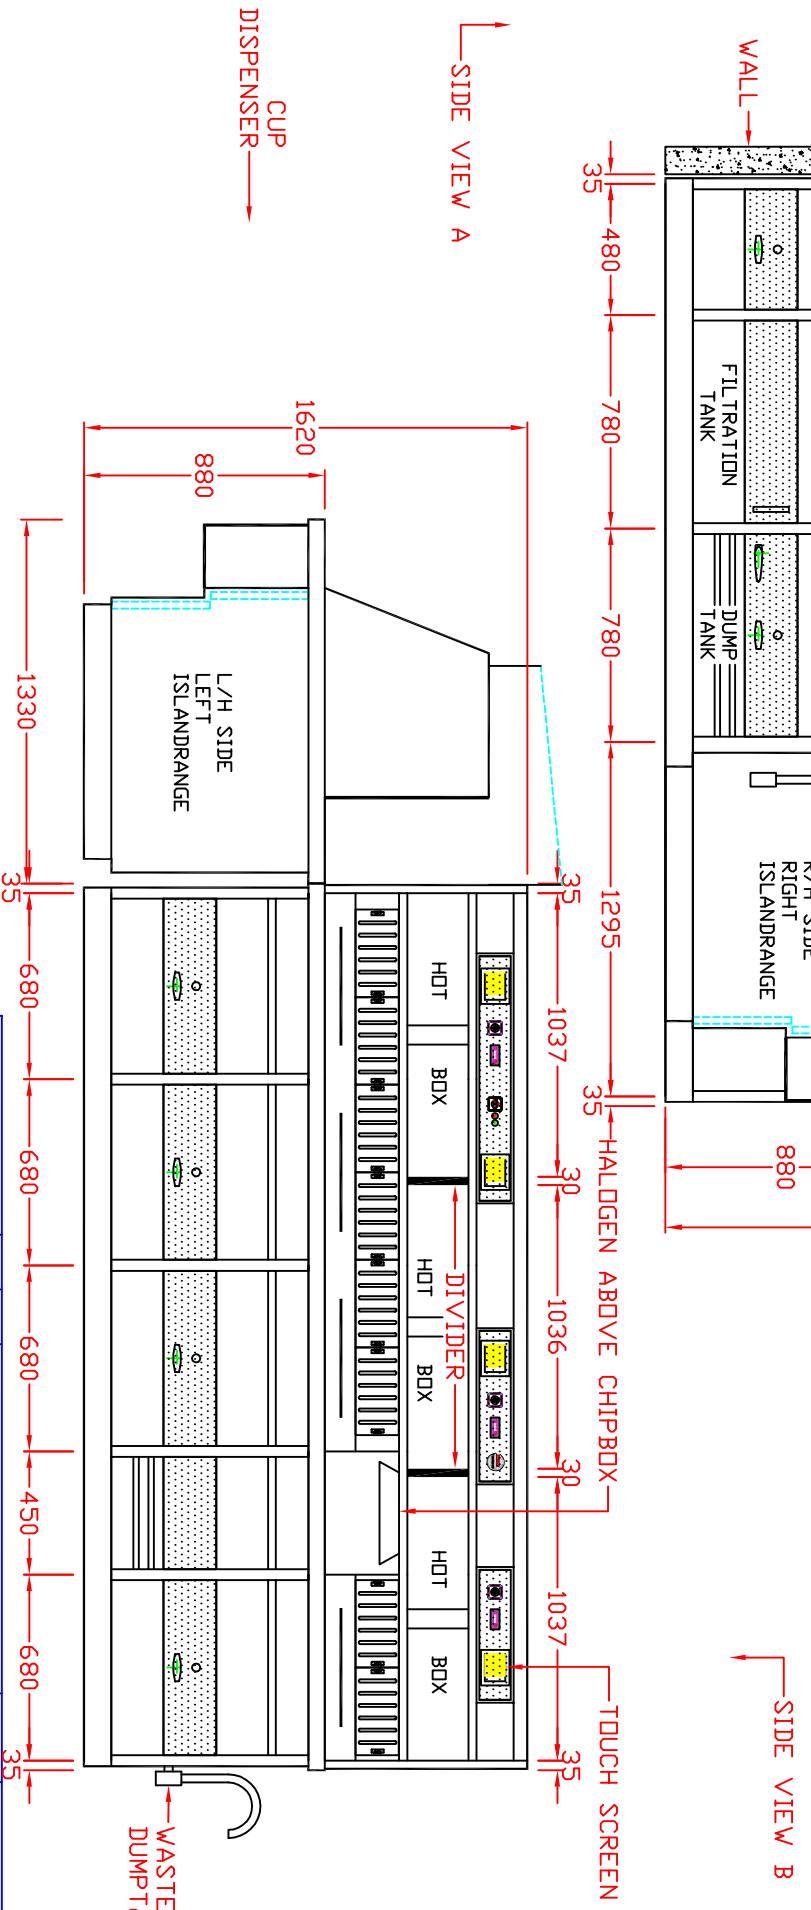 WALL
35
480
780
780
1295
35
FILTRATION
TANK
DUMP
TANK
RIGHT
ISLANDRANGE
880
SIDE VIEW A
SIDE VIEW B
CUP
DISPENSER
HALOGEN ABOVE CHIPBOX
TOUCH SCREEN
1620
880
1330
L/H SIDE
LEFT
ISLANDRANGE
35
1037
30
1036
30
1037
35
HOT
BOX
HOT
BOX
HOT
BOX
DIVIDER
35
680
680
680
450
680
35
WASTE